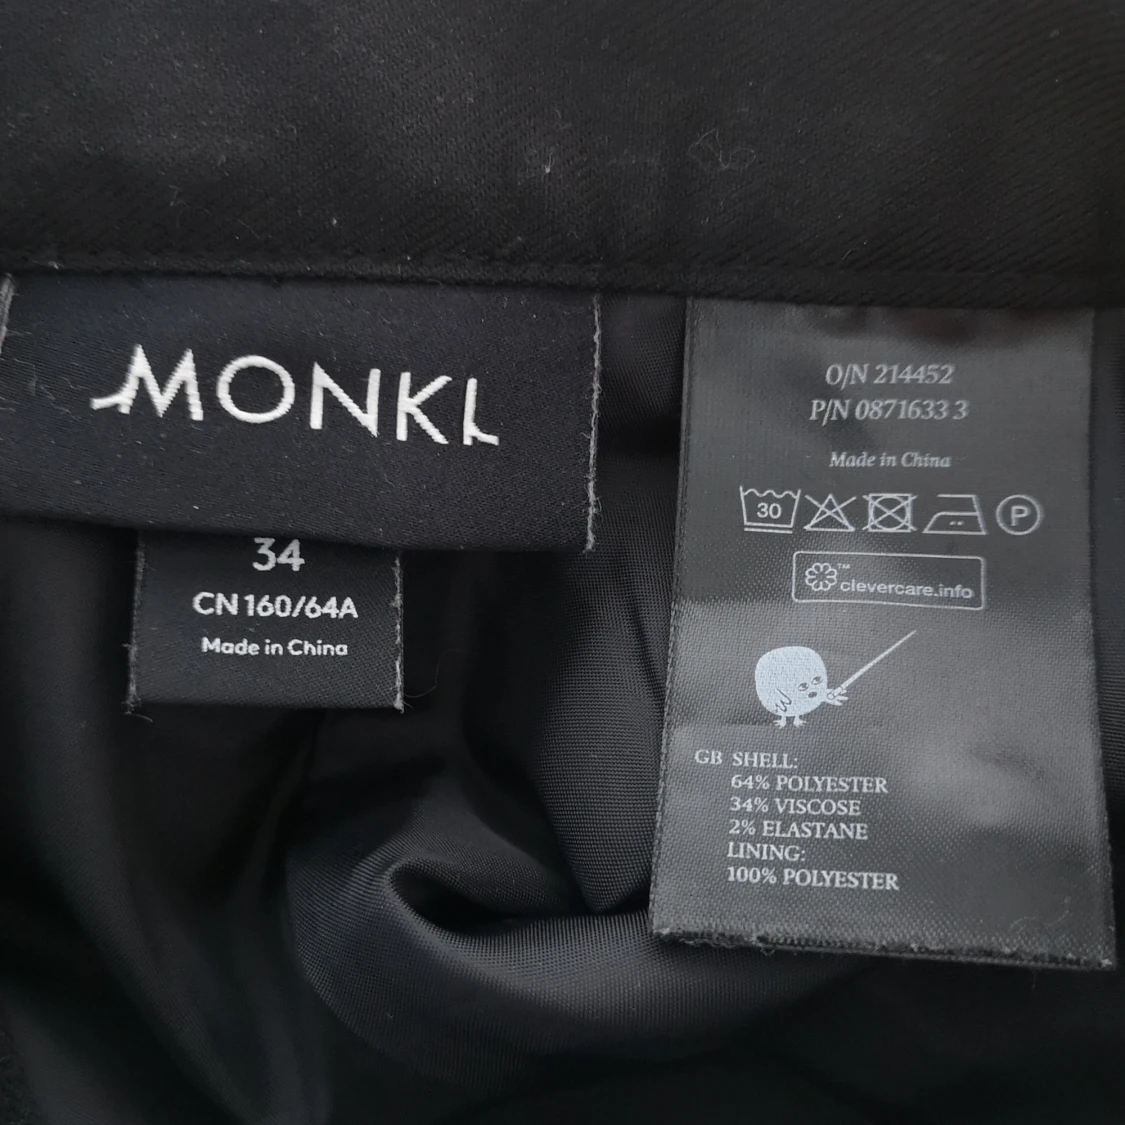 MONKI
34
CN 160/64A
Made in China
O/N 214452
P/N 0871633 3
Made in China
30 P
™
clevercare.info
GB SHELL:
64% POLYESTER
34% VISCOSE
2% ELASTANE
LINING:
100% POLYESTER